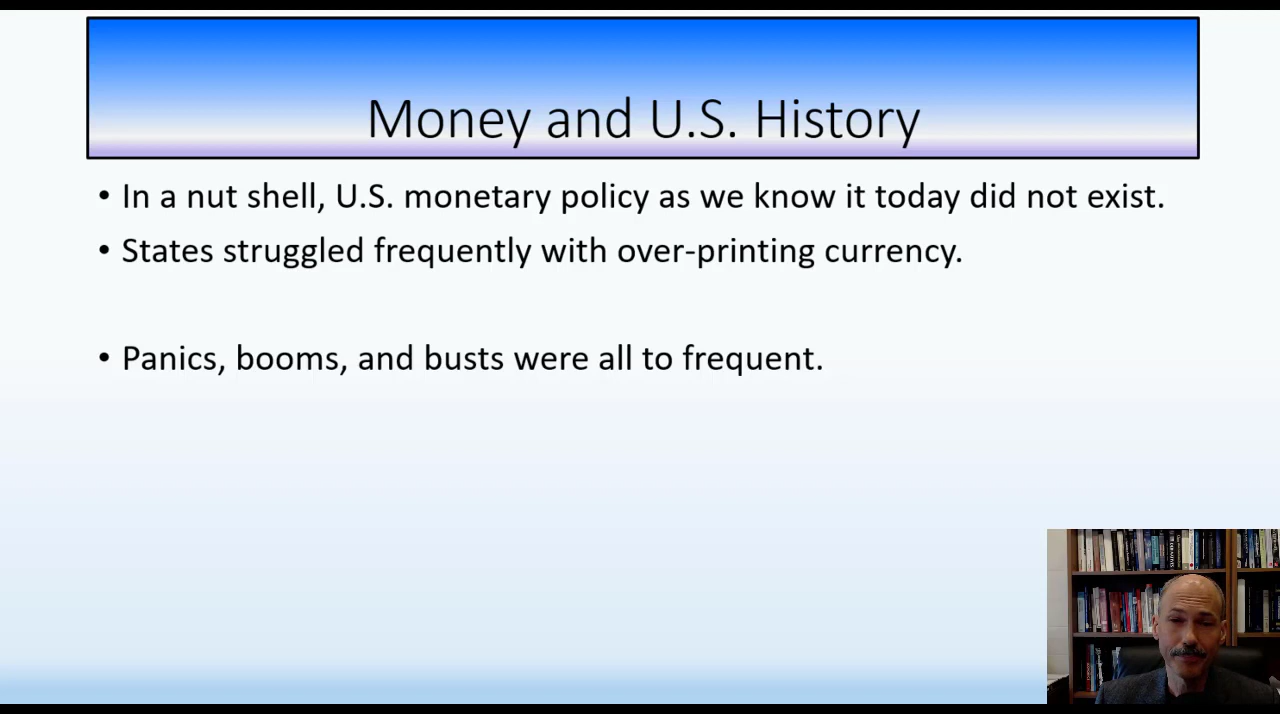 Money and U.S. History
• In a nut shell, U.S. monetary policy as we know it today did not exist.
• States struggled frequently with over-printing currency.
• Panics, booms, and busts were all to frequent.